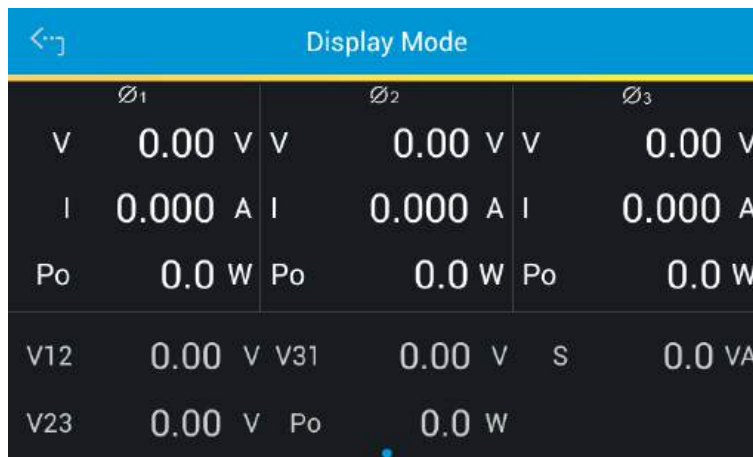 Display Mode
Ø1 Ø2 Ø3
V 0.00 V V 0.00 V V 0.00 V
I 0.000 A I 0.000 A I 0.000 A
Po 0.0 W Po 0.0 W Po 0.0 W
V12 0.00 V V31 0.00 V S 0.0 VA
V23 0.00 V Po 0.0 W